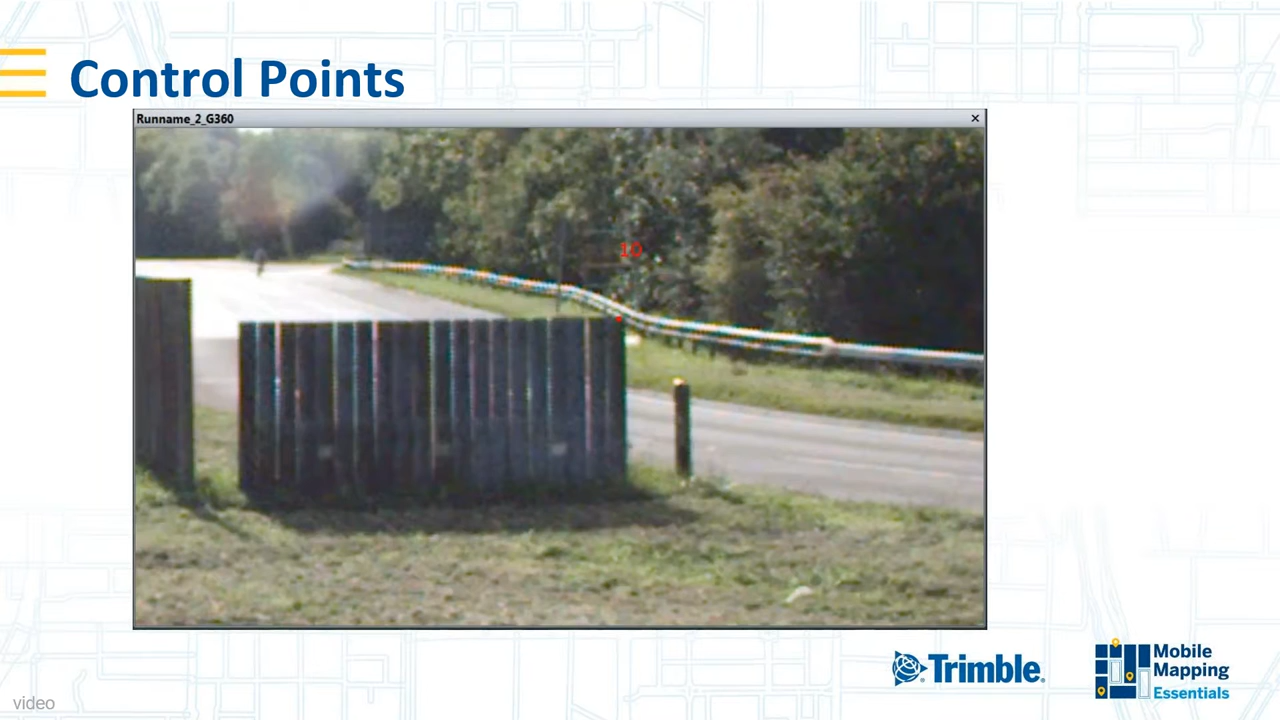 Control Points
Runname_2_G360
10
Trimble
Mobile
Mapping
Essentials
video